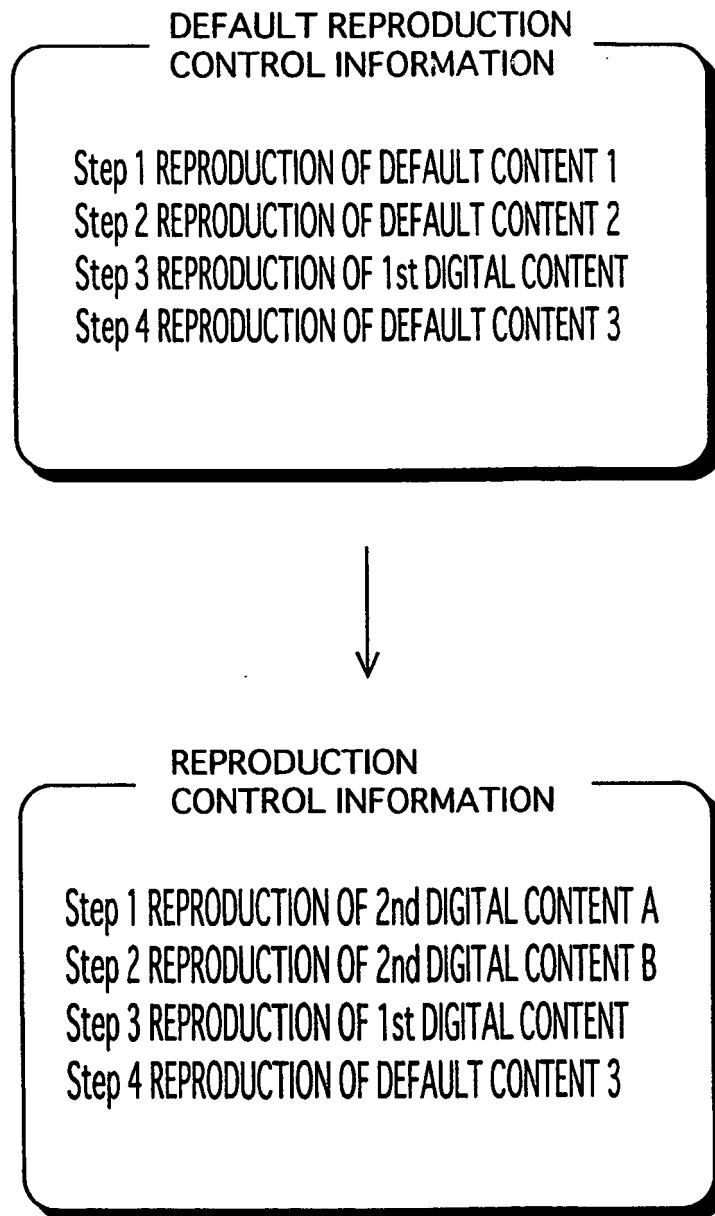 DEFAULT REPRODUCTION
CONTROL INFORMATION
Step 1 REPRODUCTION OF DEFAULT CONTENT 1
Step 2 REPRODUCTION OF DEFAULT CONTENT 2
Step 3 REPRODUCTION OF 1st DIGITAL CONTENT
Step 4 REPRODUCTION OF DEFAULT CONTENT 3
REPRODUCTION
CONTROL INFORMATION
Step 1 REPRODUCTION OF 2nd DIGITAL CONTENT A
Step 2 REPRODUCTION OF 2nd DIGITAL CONTENT B
Step 3 REPRODUCTION OF 1st DIGITAL CONTENT
Step 4 REPRODUCTION OF DEFAULT CONTENT 3